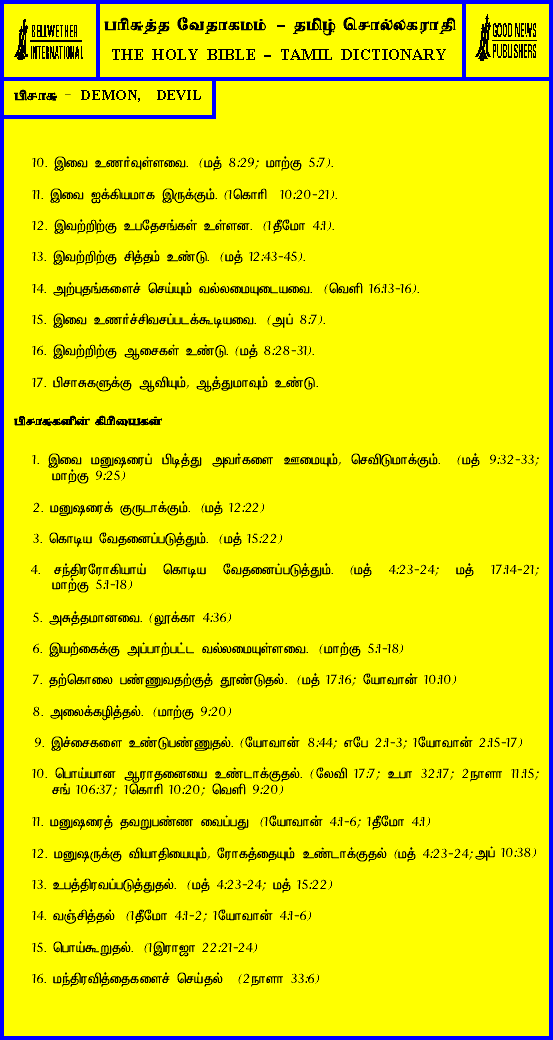 BELLWETHER
INTERNATIONAL
பரிசுத்த வேதாகமம் - தமிழ் சொல்லகராதி
THE HOLY BIBLE - TAMIL DICTIONARY
GOOD NEWS
PUBLISHERS
பிசாசு - DEMON, DEVIL
10. இவை உணர்வுள்ளவை. (மத் 8:29; மாற்கு 5:7).
11. இவை ஐக்கியமாக இருக்கும். (1கொரி 10:20-21).
12. இவற்றிற்கு உபதேசங்கள் உள்ளன. (1தீமோ 4:1).
13. இவற்றிற்கு சித்தம் உண்டு. (மத் 12:43-45).
14. அற்புதங்களைச் செய்யும் வல்லமையுடையவை. (வெளி 16:13-16).
15. இவை உணர்ச்சிவசப்படக்கூடியவை. (அப் 8:7).
16. இவற்றிற்கு ஆசைகள் உண்டு. (மத் 8:28-31).
17. பிசாசுகளுக்கு ஆவியும், ஆத்துமாவும் உண்டு.
பிசாசுகளின் கிரியைகள்
1. இவை மனுஷரைப் பிடித்து அவர்களை ஊமையும், செவிடுமாக்கும். (மத் 9:32-33;
மாற்கு 9:25)
2. மனுஷரைக் குருடாக்கும். (மத் 12:22)
3. கொடிய வேதனைப்படுத்தும். (மத் 15:22)
4. சந்திரரோகியாய் கொடிய வேதனைப்படுத்தும். (மத் 4:23-24; மத் 17:14-21;
மாற்கு 5:1-18)
5. அசுத்தமானவை. (லூக்கா 4:36)
6. இயற்கைக்கு அப்பாற்பட்ட வல்லமையுள்ளவை. (மாற்கு 5:1-18)
7. தற்கொலை பண்ணுவதற்குத் தூண்டுதல். (மத் 17:16; யோவான் 10:10)
8. அலைக்கழித்தல். (மாற்கு 9:20)
9. இச்சைகளை உண்டுபண்ணுதல். (யோவான் 8:44; எபே 2:1-3; 1யோவான் 2:15-17)
10. பொய்யான ஆராதனையை உண்டாக்குதல். (லேவி 17:7; உபா 32:17; 2நாளா 11:15;
சங் 106:37; 1கொரி 10:20; வெளி 9:20)
11. மனுஷரைத் தவறுபண்ண வைப்பது (1யோவான் 4:1-6; 1தீமோ 4:1)
12. மனுஷருக்கு வியாதியையும், ரோகத்தையும் உண்டாக்குதல் (மத் 4:23-24;அப் 10:38)
13. உபத்திரவப்படுத்துதல். (மத் 4:23-24; மத் 15:22)
14. வஞ்சித்தல் (1தீமோ 4:1-2; 1யோவான் 4:1-6)
15. பொய்கூறுதல். (1இராஜா 22:21-24)
16. மந்திரவித்தைகளைச் செய்தல் (2நாளா 33:6)